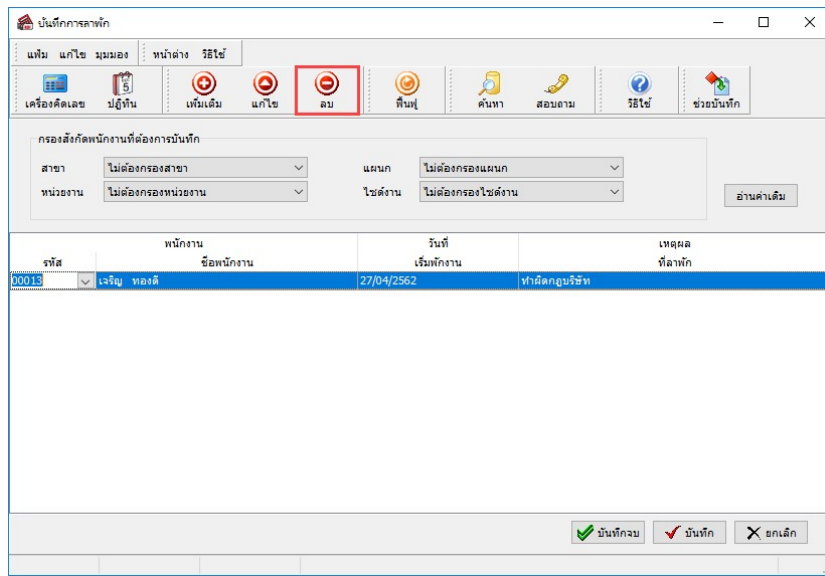 บันทึกการลาพัก
แฟ้ม แก้ไข มุมมอง หน้าต่าง วิธีใช้
เครื่องคิดเลข ปฏิทิน เพิ่มเติม แก้ไข ลบ ฟื้นฟู ค้นหา สอบถาม วิธีใช้ ช่วยบันทึก
กรองสังกัดพนักงานที่ต้องการบันทึก
สาขา ไม่ต้องกรองสาขา แผนก ไม่ต้องกรองแผนก
หน่วยงาน ไม่ต้องกรองหน่วยงาน ไซด์งาน ไม่ต้องกรองไซด์งาน อ่านค่าเดิม
พนักงาน วันที่ เหตุผล
รหัส ชื่อพนักงาน เริ่มพักงาน ที่ลาพัก
00013 เจริญ ทองดี 27/04/2562 ทำผิดกฎบริษัท
บันทึกจบ บันทึก ยกเลิก